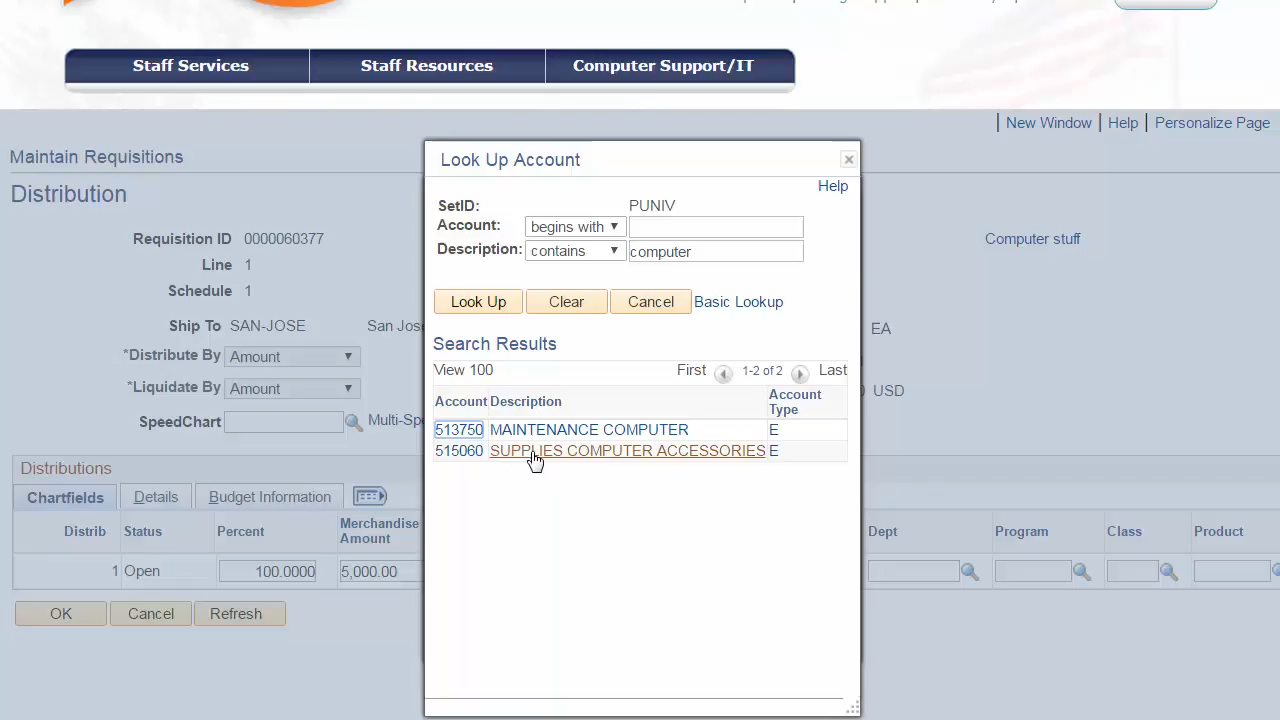 Staff Services Staff Resources Computer Support/IT
New Window Help Personalize Page
Maintain Requisitions
Distribution
Requisition ID 0000060377 Computer stuff
Line 1
Schedule 1
Ship To SAN-JOSE San Jose EA
*Distribute By Amount
*Liquidate By Amount USD
SpeedChart Multi-Spe
Distributions
Chartfields Details Budget Information
Distrib Status Percent Merchandise Amount Dept Program Class Product
1 Open 100.0000 5,000.00
OK Cancel Refresh
Look Up Account
Help
SetID: PUNIV
Account: begins with
Description: contains computer
Look Up Clear Cancel Basic Lookup
Search Results
View 100 First 1-2 of 2 Last
Account Description Account Type
513750 MAINTENANCE COMPUTER E
515060 SUPPLIES COMPUTER ACCESSORIES E